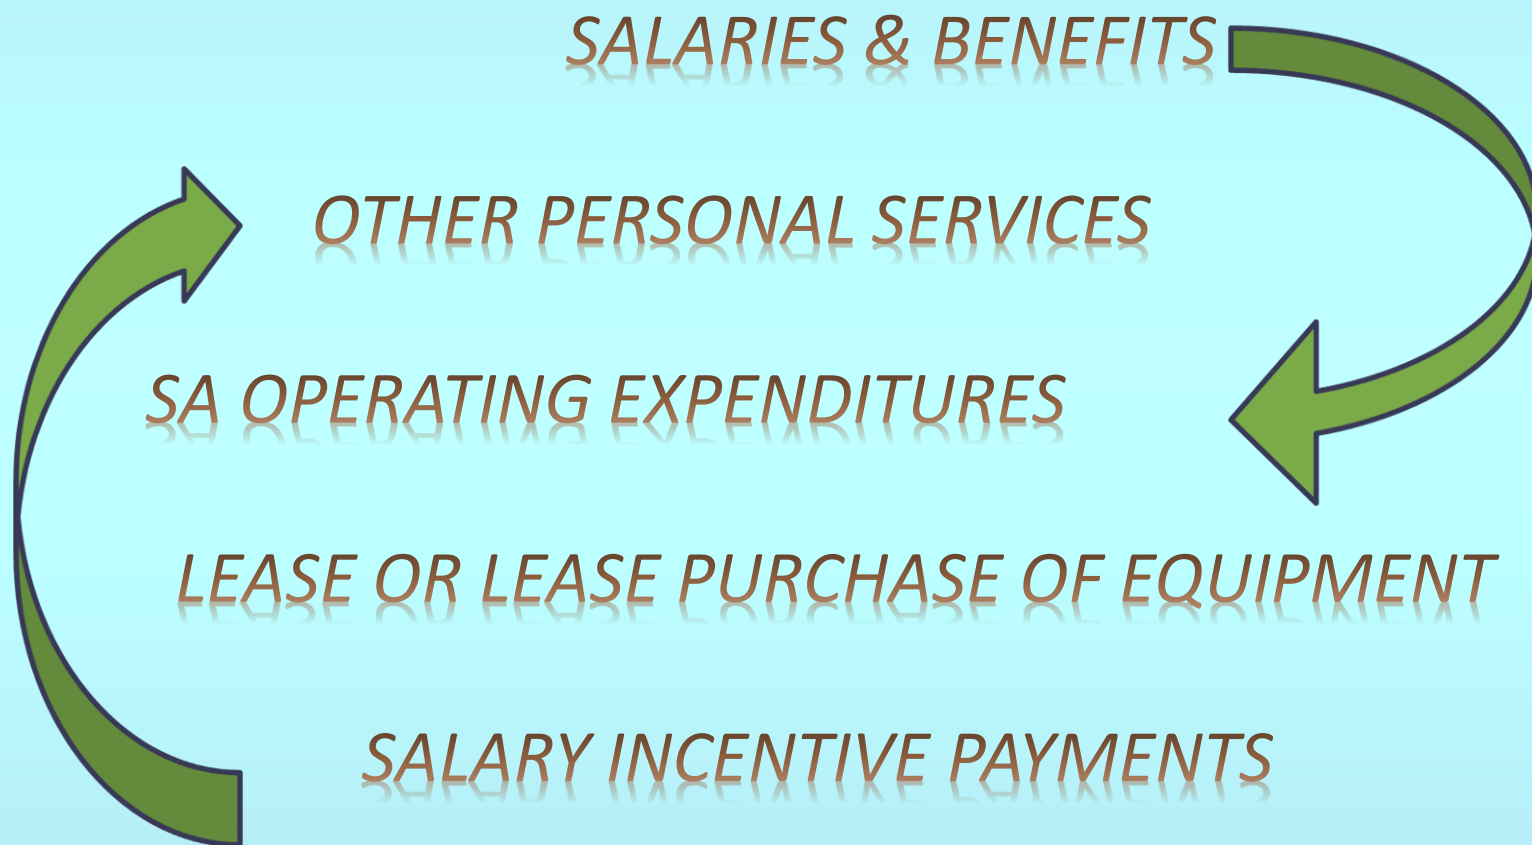 SALARIES & BENEFITS
OTHER PERSONAL SERVICES
SA OPERATING EXPENDITURES
LEASE OR LEASE PURCHASE OF EQUIPMENT
SALARY INCENTIVE PAYMENTS